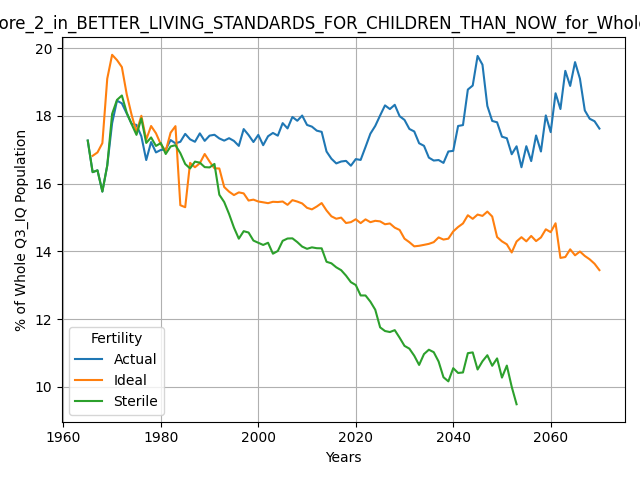 ore_2_in_BETTER_LIVING_STANDARDS_FOR_CHILDREN_THAN_NOW_for_Whole
20
18
16
14
12
10
% of Whole Q3_IQ Population
Fertility
Actual
Ideal
Sterile
1960
1980
2000
2020
2040
2060
Years